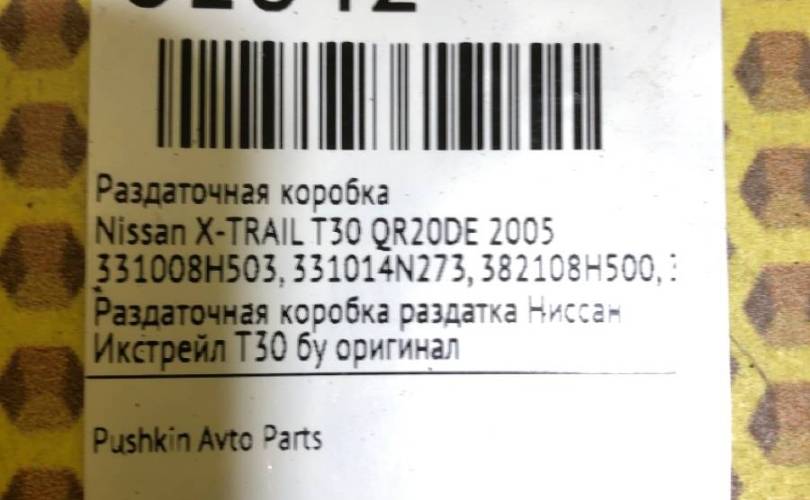 Раздаточная коробка
Nissan X-TRAIL T30 QR20DE 2005
331008H503, 331014N273, 382108H500,
Раздаточная коробка раздатка Ниссан
Икстрейл Т30 бу оригинал
Pushkin Avto Parts